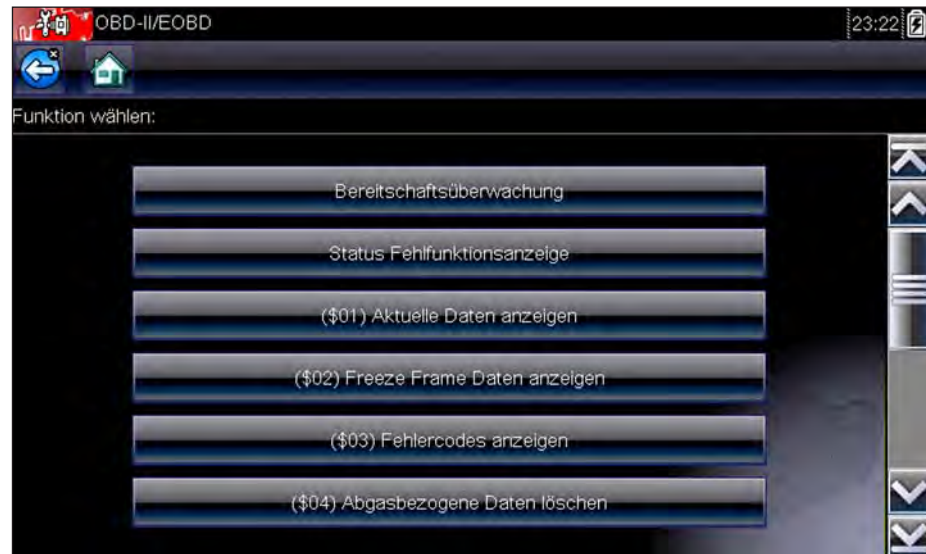 OBD-II/EOBD 23:22
Funktion wählen:
Bereitschaftsüberwachung
Status Fehlfunktionsanzeige
($01) Aktuelle Daten anzeigen
($02) Freeze Frame Daten anzeigen
($03) Fehlercodes anzeigen
($04) Abgasbezogene Daten löschen